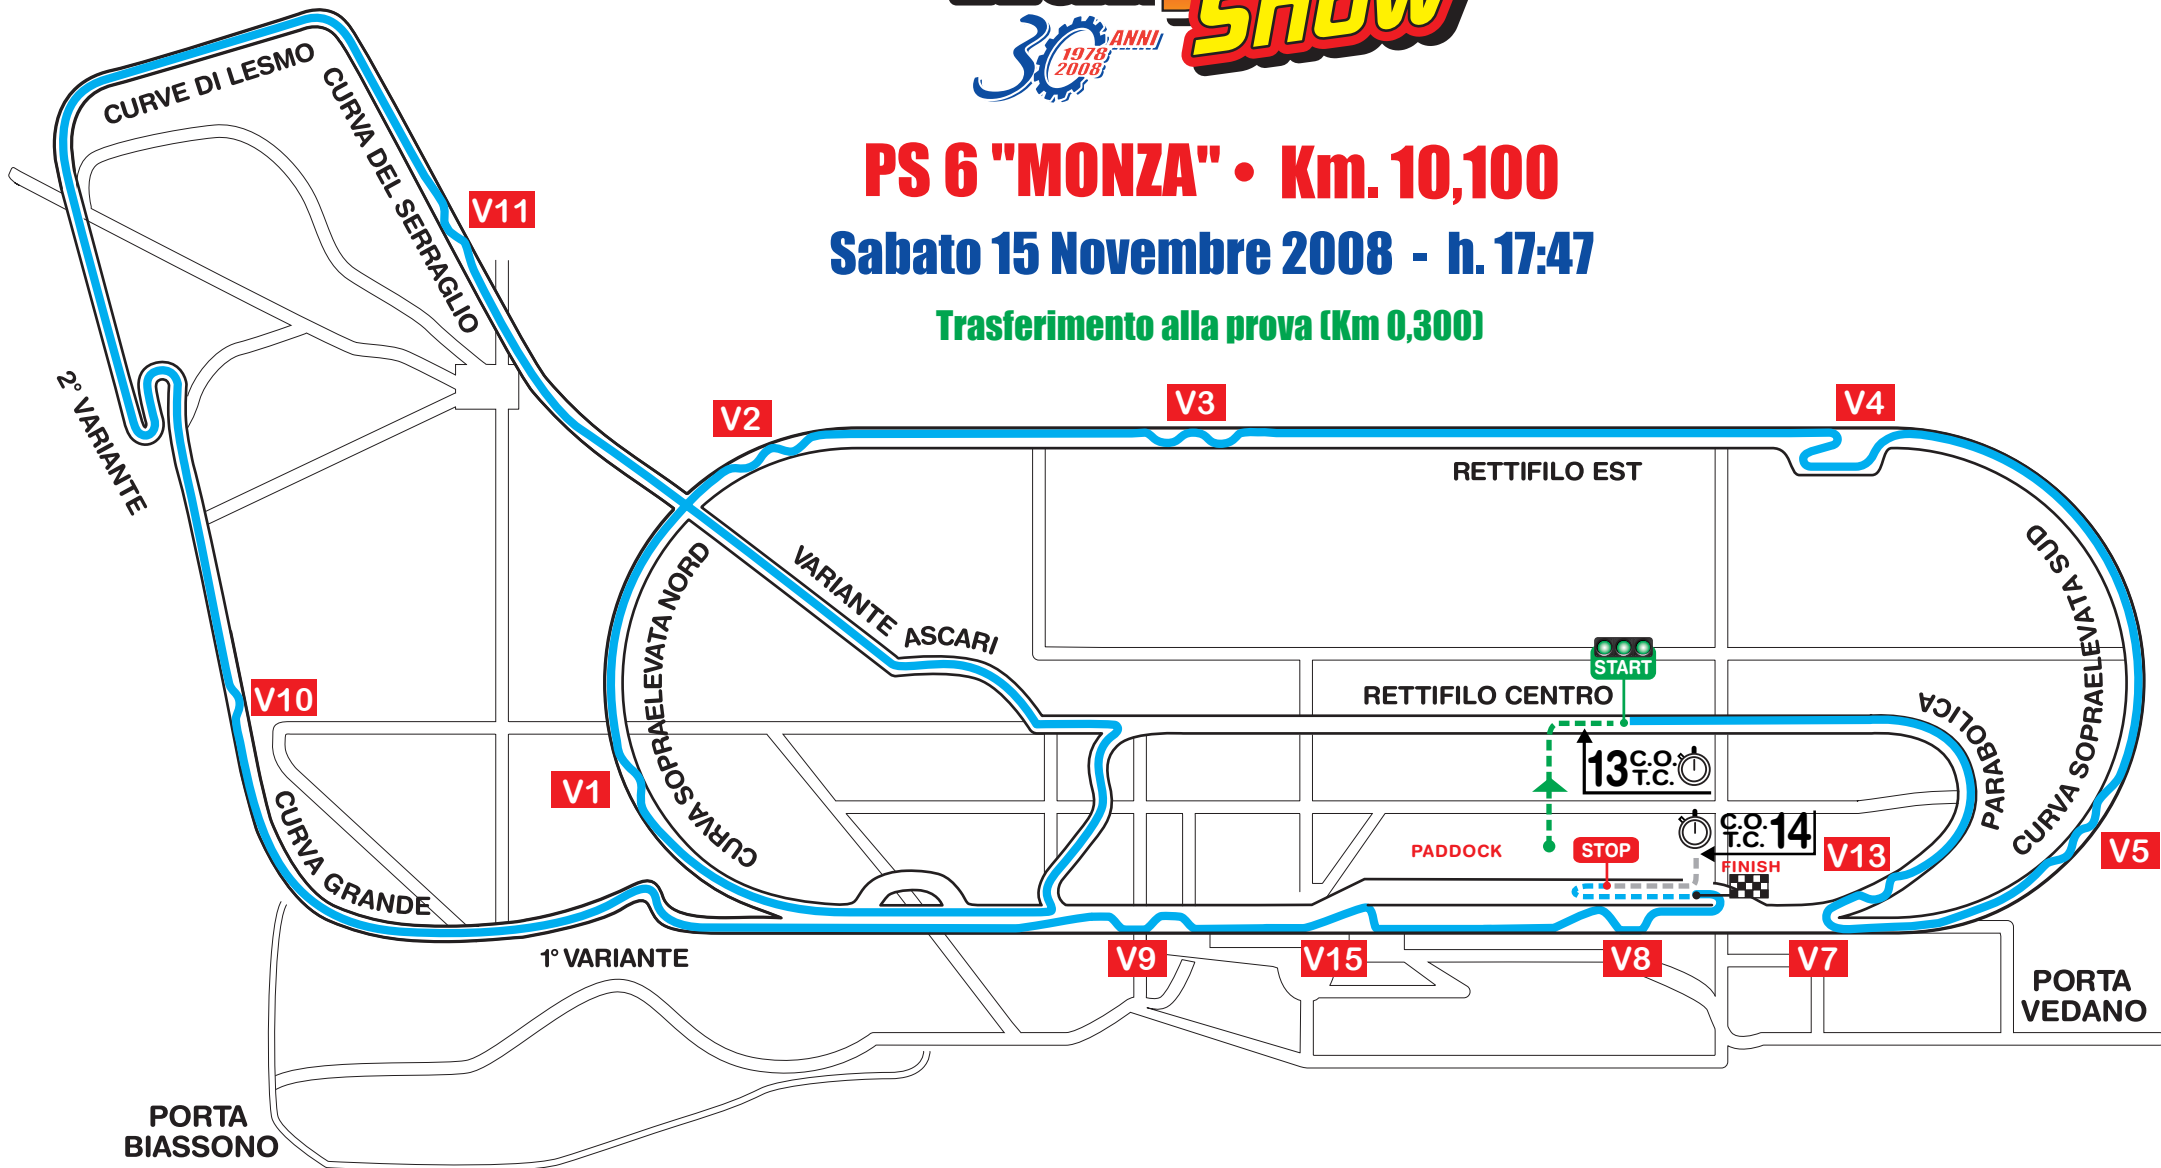 SHOW
30 ANNI
1978
2008
PS 6 "MONZA" • Km. 10,100
Sabato 15 Novembre 2008 - h. 17:47
Trasferimento alla prova (Km 0,300)
CURVE DI LESMO
CURVA DEL SERRAGLIO
V11
2° VARIANTE
V2
V3
V4
RETTIFILO EST
CURVA SOPRAELEVATA NORD
VARIANTE ASCARI
CURVA SOPRAELEVATA SUD
START
RETTIFILO CENTRO
PARABOLICA
V10
V1
13 C.O.
T.C.
C.O.
T.C. 14
CURVA GRANDE
PADDOCK
STOP
FINISH
V13
V5
1° VARIANTE
V9
V15
V8
V7
PORTA
VEDANO
PORTA
BIASSONO